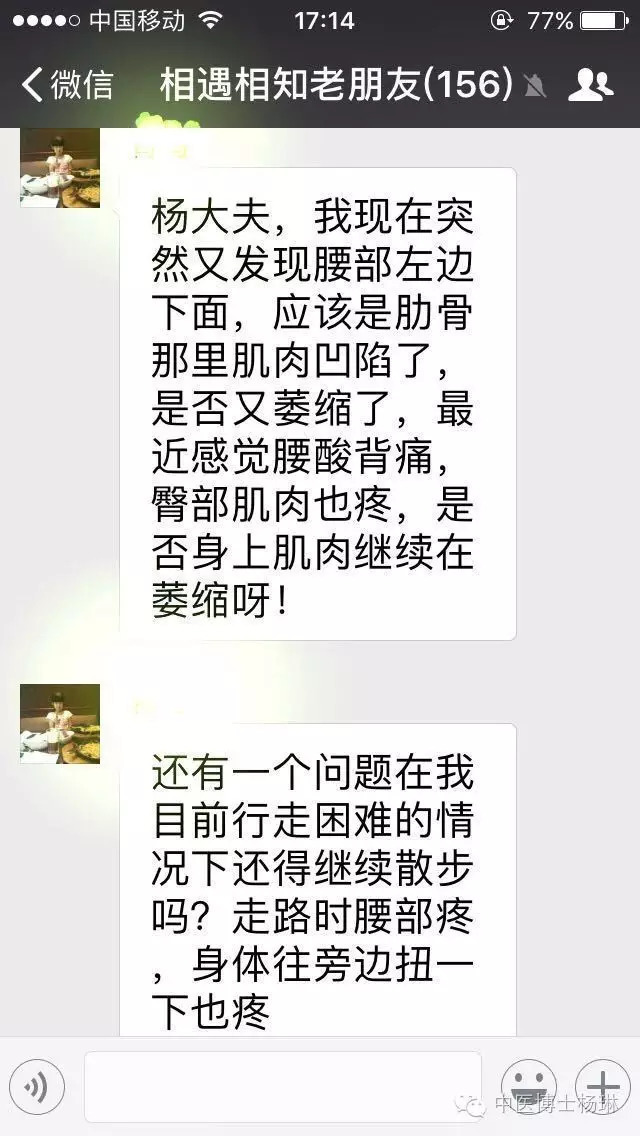 中国移动 17:14 77%
微信 相遇相知老朋友(156)
杨大夫，我现在突
然又发现腰部左边
下面，应该是肋骨
那里肌肉凹陷了，
是否又萎缩了，最
近感觉腰酸背痛，
臀部肌肉也疼，是
否身上肌肉继续在
萎缩呀！
还有一个问题在我
目前行走困难的情
况下还得继续散步
吗？走路时腰部疼
，身体往旁边扭一
下也疼
中医博士杨琳